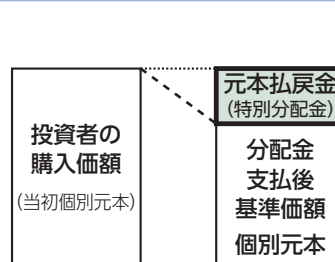 投資者の
購入価額
(当初個別元本)
元本払戻金
(特別分配金)
分配金
支払後
基準価額
個別元本